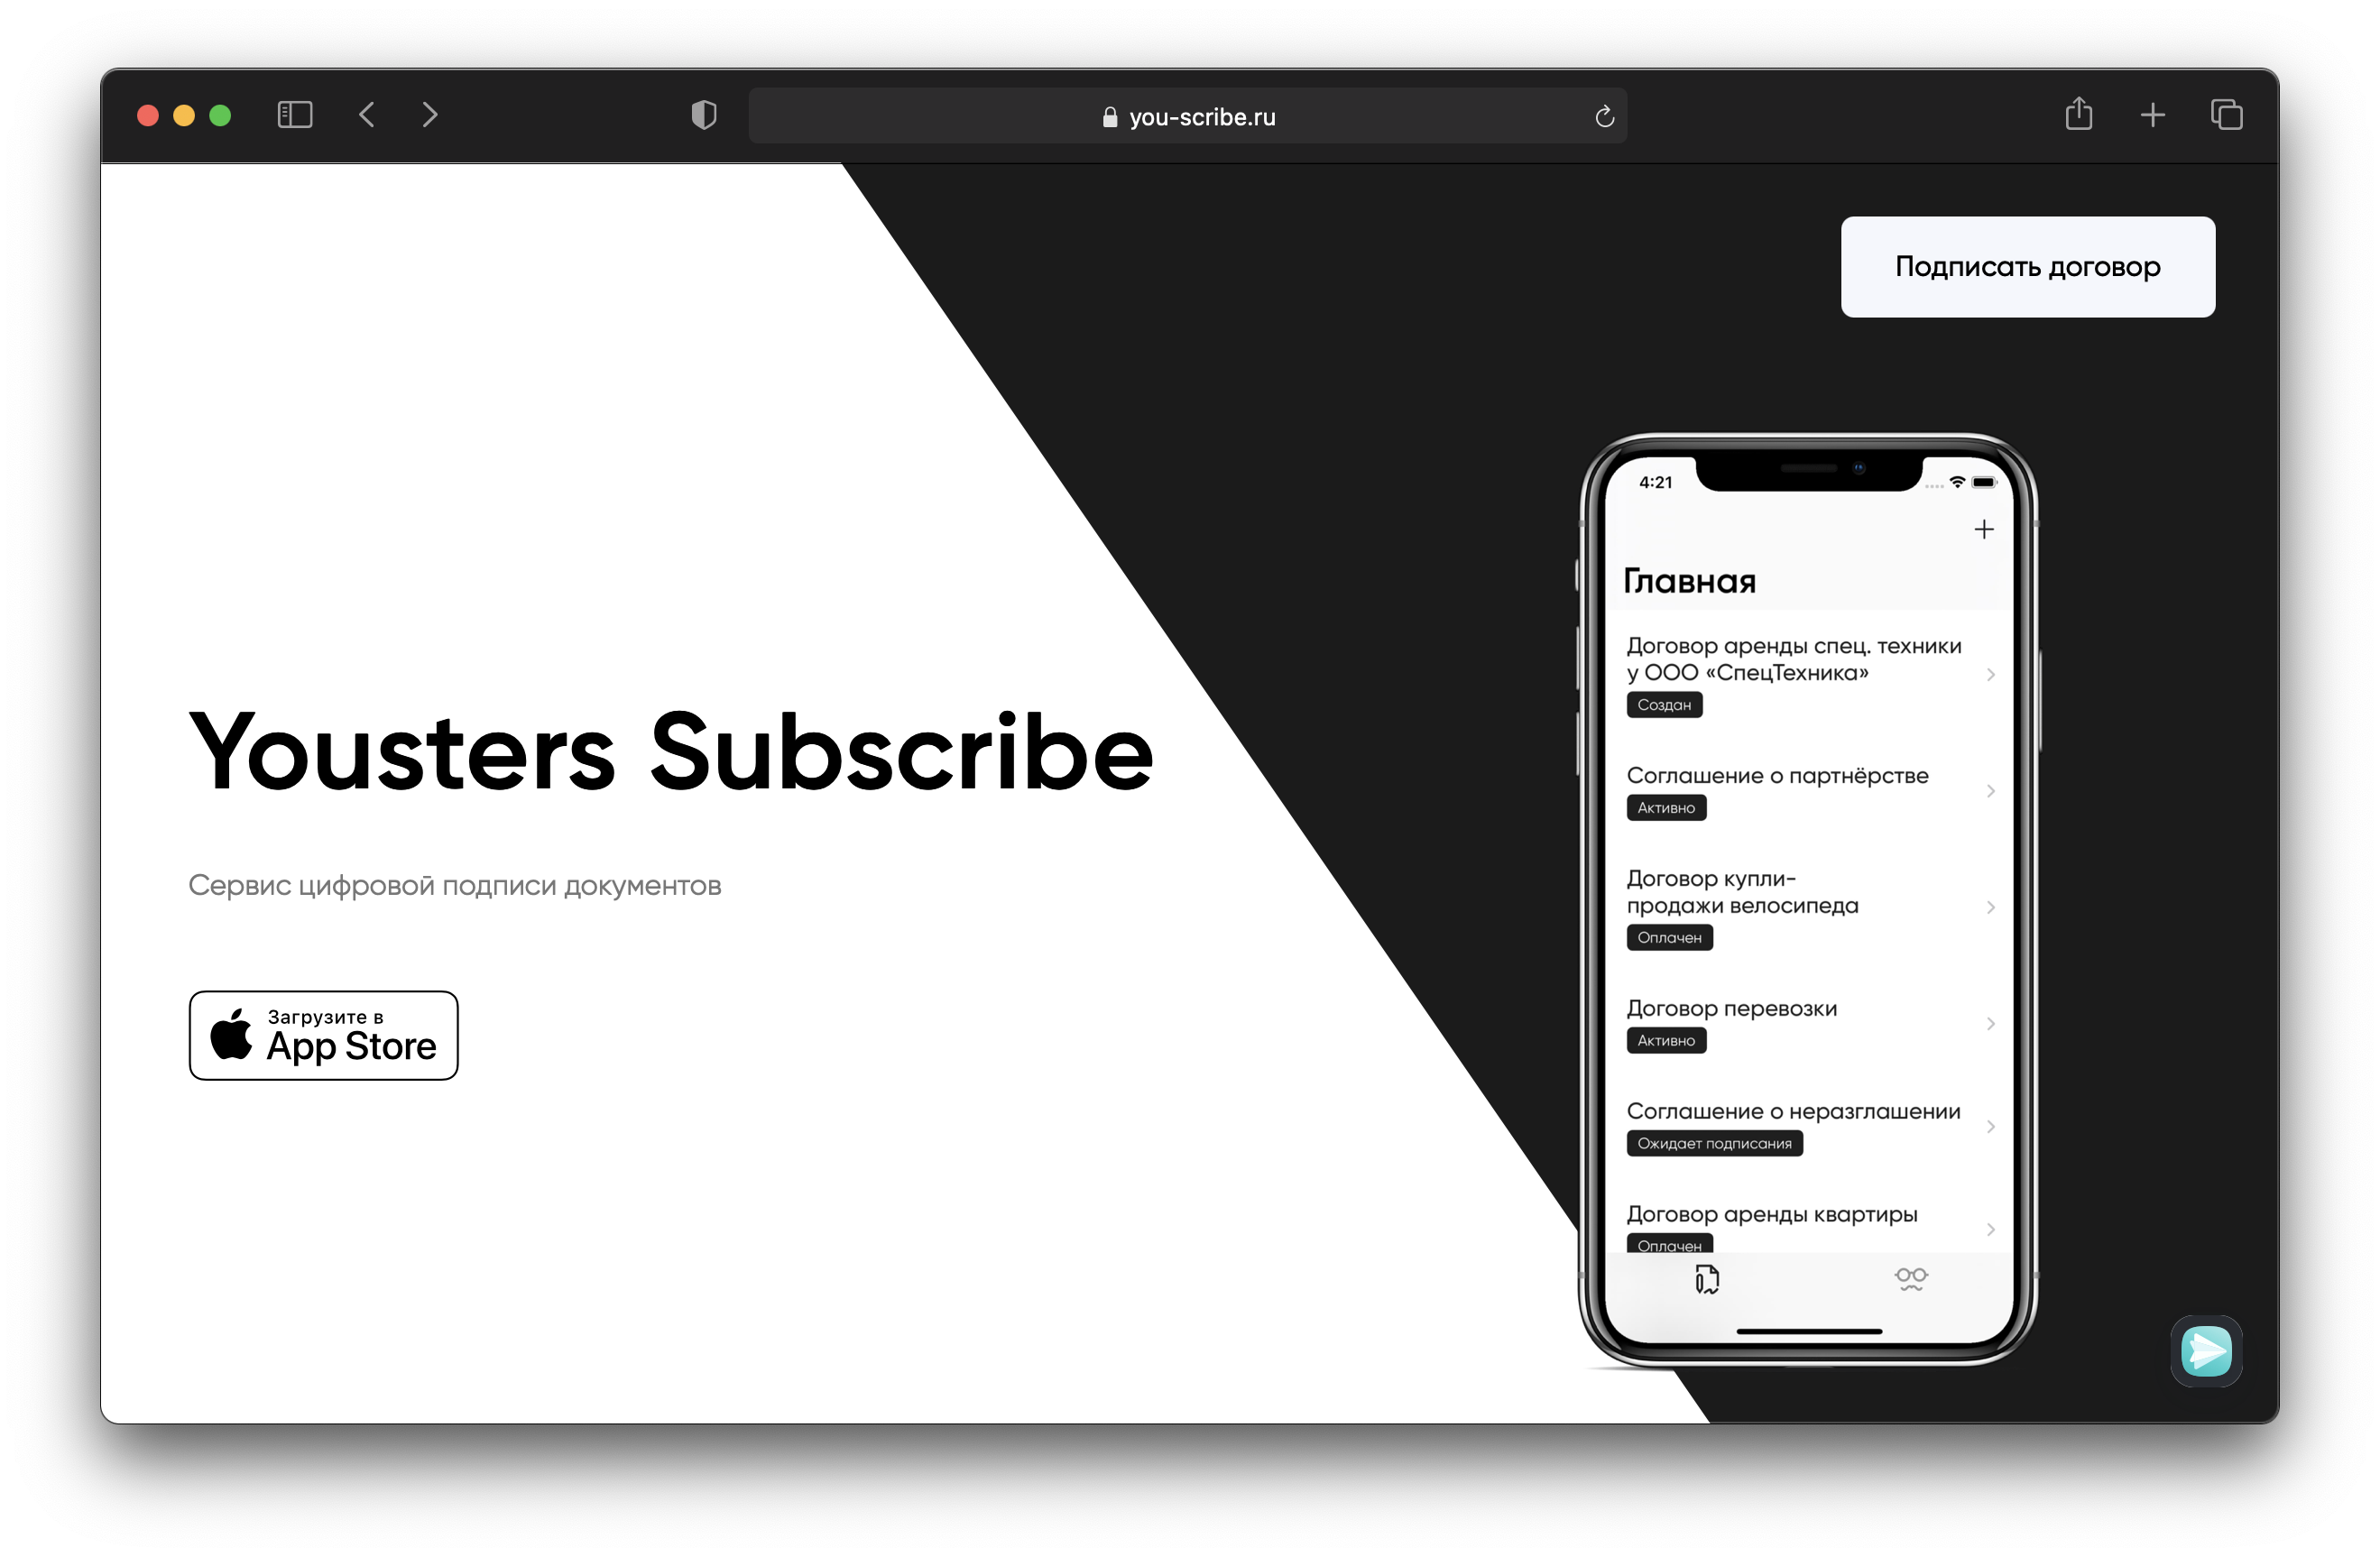 you-scribe.ru
Подписать договор
Yousters Subscribe
Сервис цифровой подписи документов
Загрузите в
App Store
4:21
Главная
Договор аренды спец. техники
у ООО «СпецТехника»
Создан
Соглашение о партнёрстве
Активно
Договор купли-
продажи велосипеда
Оплачен
Договор перевозки
Активно
Соглашение о неразглашении
Ожидает подписания
Договор аренды квартиры
Оплачен